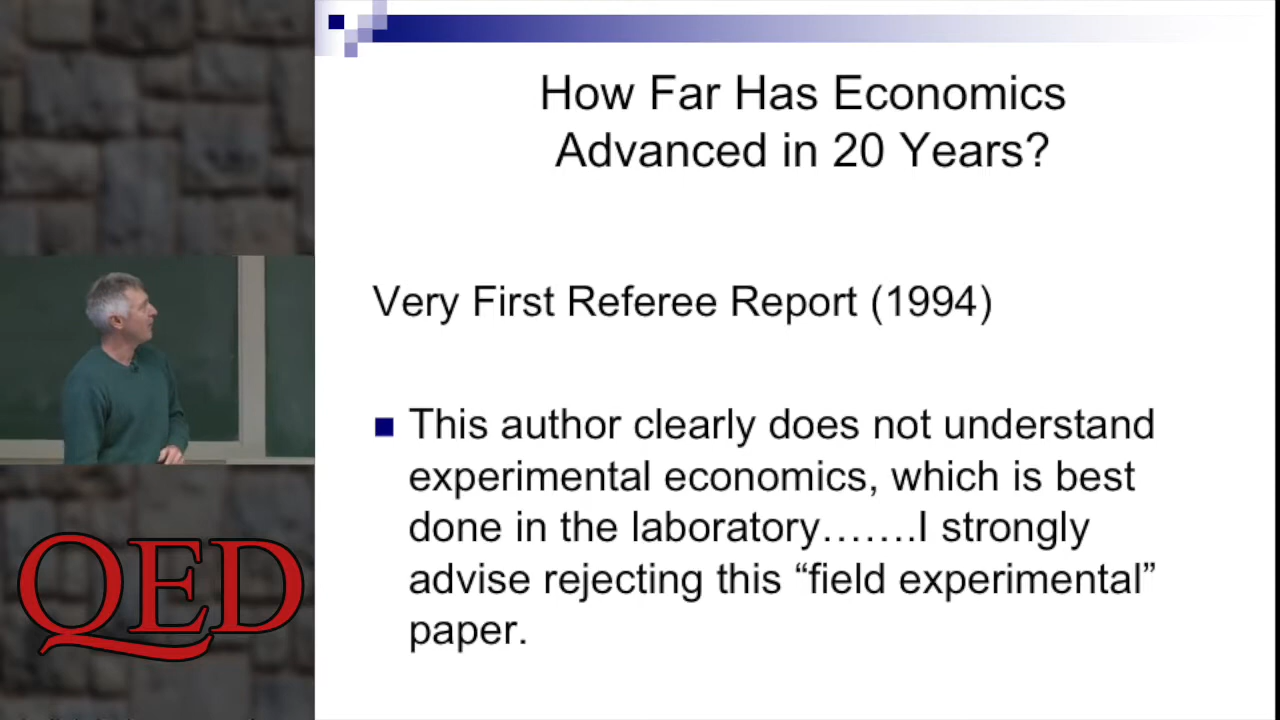 How Far Has Economics
Advanced in 20 Years?
Very First Referee Report (1994)
This author clearly does not understand
experimental economics, which is best
done in the laboratory…….I strongly
advise rejecting this “field experimental”
paper.
QED